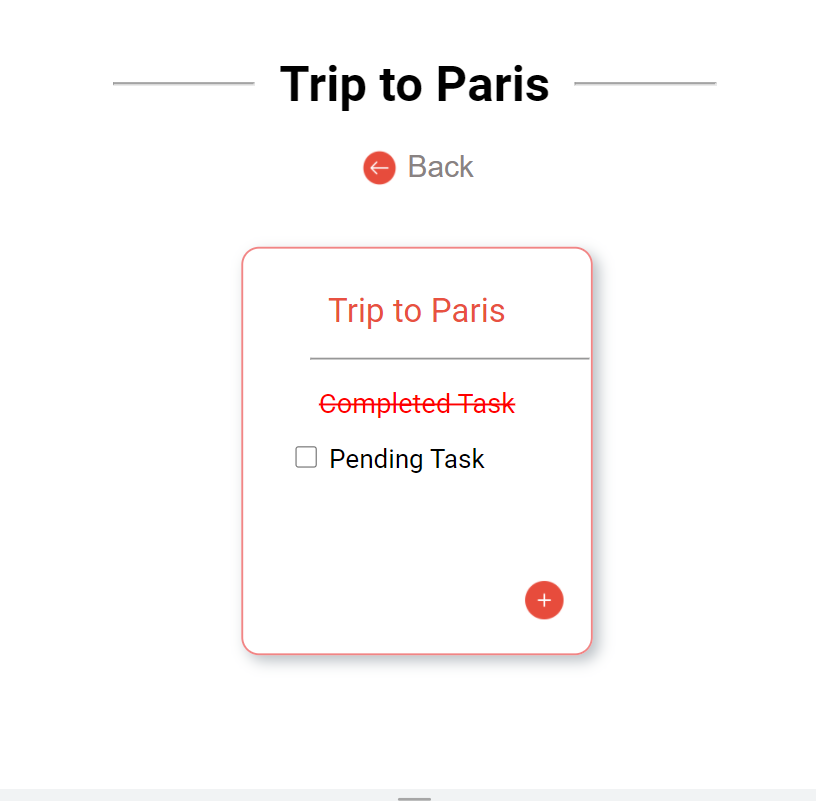 Trip to Paris
Back
Trip to Paris
Completed Task
Pending Task
+